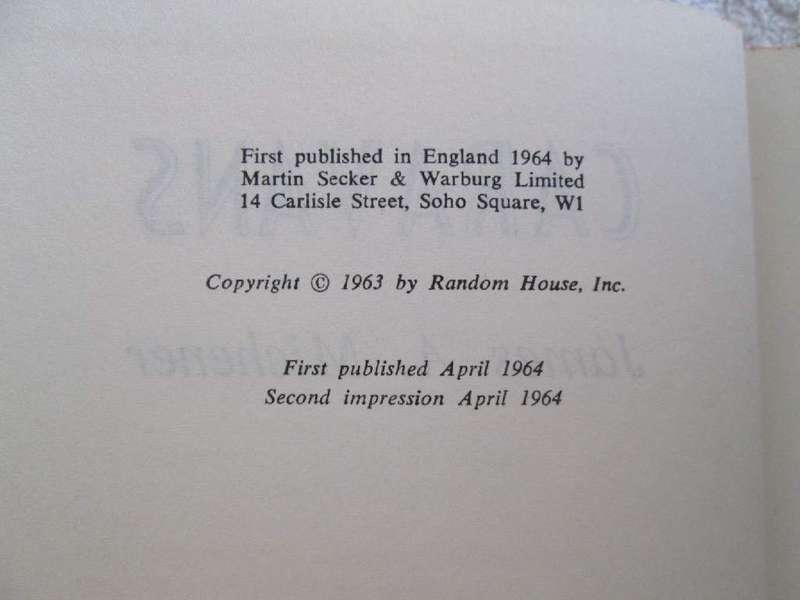 First published in England 1964 by
Martin Secker & Warburg Limited
14 Carlisle Street, Soho Square, W1
Copyright © 1963 by Random House, Inc.
First published April 1964
Second impression April 1964